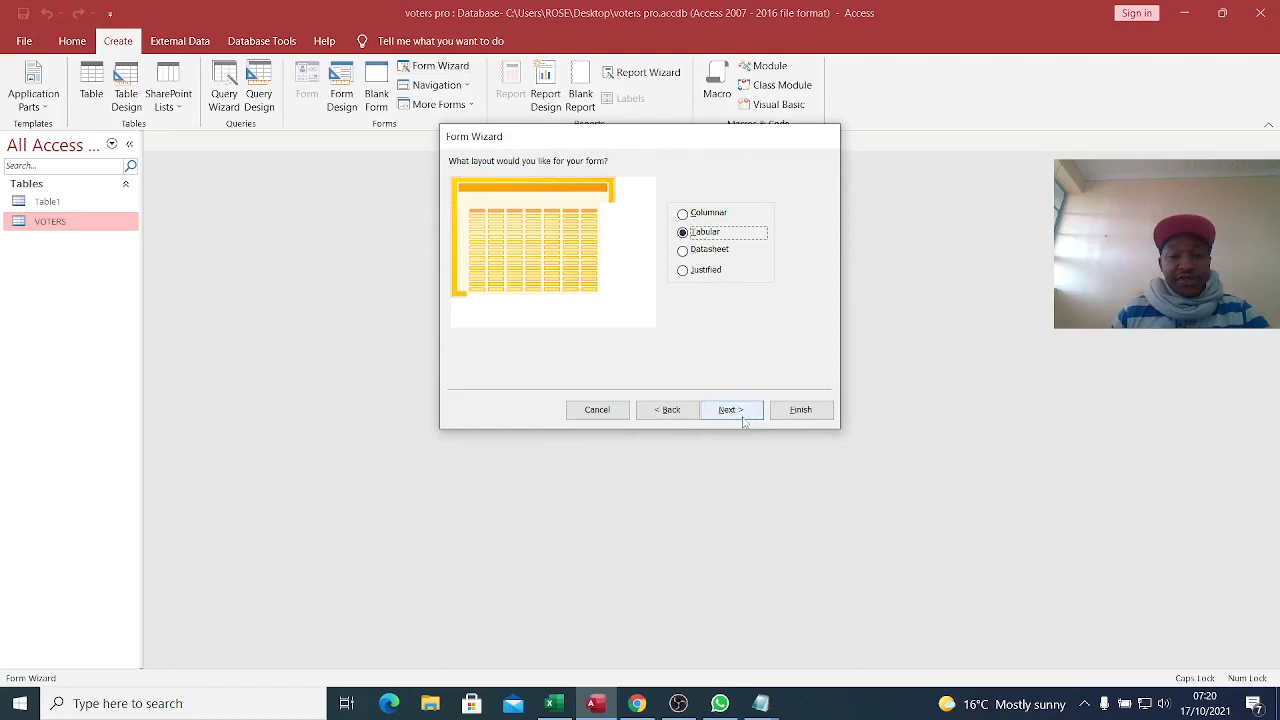 voters pro : Database- C:\Users\ROSE\Desktop\voters pro.accdb (Access 2007 - 2016 file format) - Access
Sign in
File Home Create External Data Database Tools Help Tell me what you want to do
Application Parts
Templates
Table
Table Design
SharePoint Lists
Tables
Query Wizard
Query Design
Queries
Form
Form Design
Blank Form
Form Wizard
Navigation
More Forms
Forms
Report
Report Design
Blank Report
Report Wizard
Labels
Reports
Macro
Module
Class Module
Visual Basic
Macros & Code
All Access ...
Search...
Tables
Table1
VOTERS
Form Wizard
What layout would you like for your form?
Columnar
Tabular
Datasheet
Justified
Cancel
< Back
Next >
Finish
Form Wizard
Caps Lock Num Lock
Type here to search
16°C Mostly sunny
07:20
17/10/2021
2